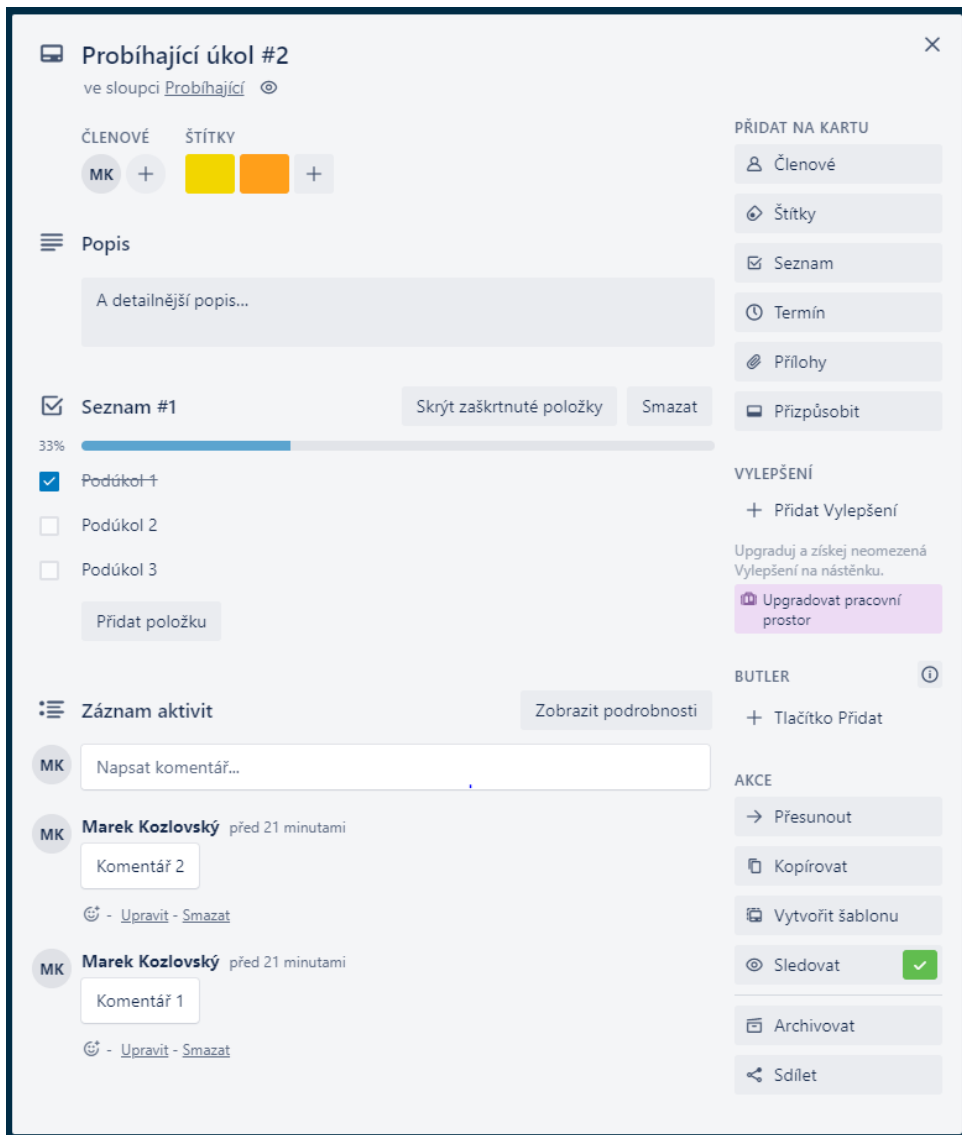 Probíhající úkol #2
ve sloupci Probíhající
ČLENOVÉ ŠTÍTKY
MK
Popis
A detailnější popis...
Seznam #1 Skrýt zaškrtnuté položky Smazat
33%
Podúkol 1
Podúkol 2
Podúkol 3
Přidat položku
Záznam aktivit Zobrazit podrobnosti
MK Napsat komentář...
MK Marek Kozlovský před 21 minutami
Komentář 2
- Upravit - Smazat
MK Marek Kozlovský před 21 minutami
Komentář 1
- Upravit - Smazat
PŘIDAT NA KARTU
Členové
Štítky
Seznam
Termín
Přílohy
Přizpůsobit
VYLEPŠENÍ
+ Přidat Vylepšení
Upgraduj a získej neomezená
Vylepšení na nástěnku.
Upgradovat pracovní
prostor
BUTLER
+ Tlačítko Přidat
AKCE
Přesunout
Kopírovat
Vytvořit šablonu
Sledovat
Archivovat
Sdílet